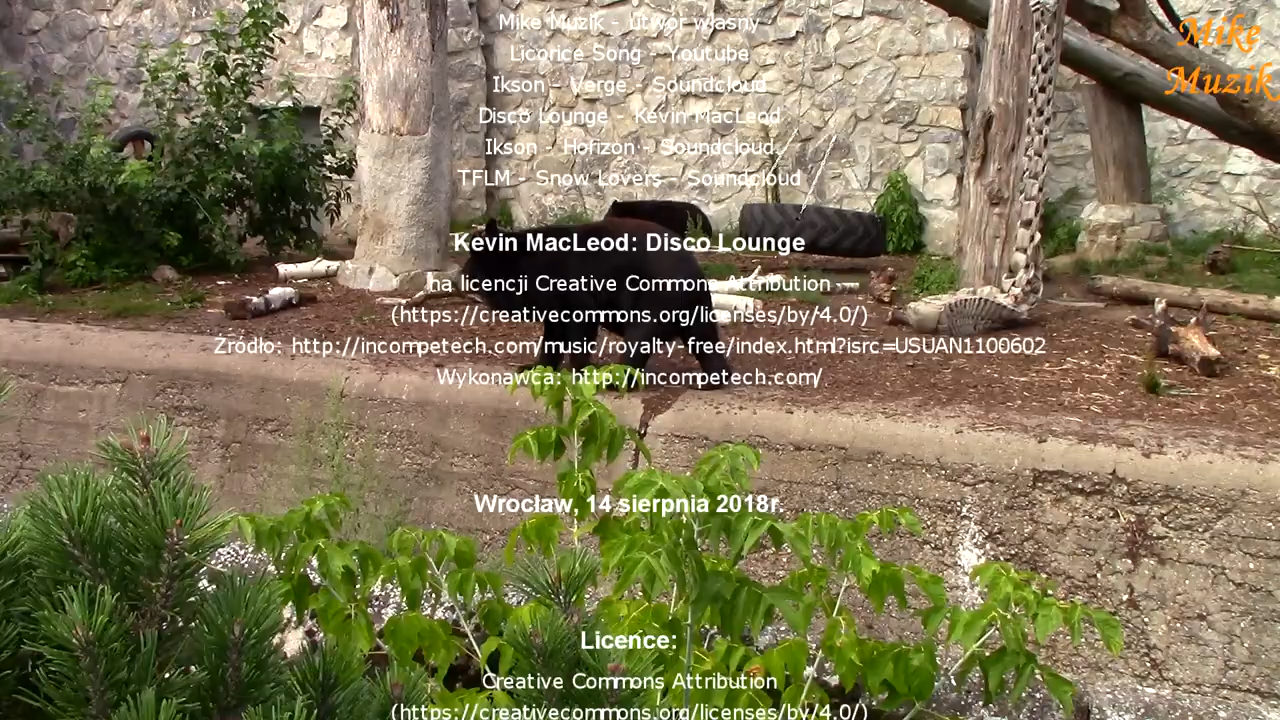 Mike Muzik - utwór własny
Mike
Muzik
Licorice Song - Youtube
Ikson - Verge - Soundcloud
Disco Lounge - Kevin MacLeod
Ikson - Horizon - Soundcloud
TFLM - Snow Lovers - Soundcloud
Kevin MacLeod: Disco Lounge
na licencji Creative Commons Attribution -
(https://creativecommons.org/licenses/by/4.0/)
Źródło: http://incompetech.com/music/royalty-free/index.html?isrc=USUAN1100602
Wykonawca: http://incompetech.com/
Wrocław, 14 sierpnia 2018r.
Licence:
Creative Commons Attribution
(https://creativecommons.org/licenses/by/4.0/)